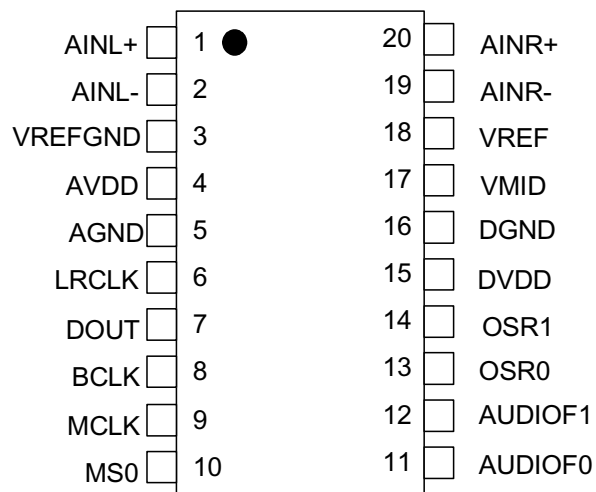 AINL+ 1 20 AINR+
AINL- 2 19 AINR-
VREFGND 3 18 VREF
AVDD 4 17 VMID
AGND 5 16 DGND
LRCLK 6 15 DVDD
DOUT 7 14 OSR1
BCLK 8 13 OSR0
MCLK 9 12 AUDIOF1
MS0 10 11 AUDIOF0